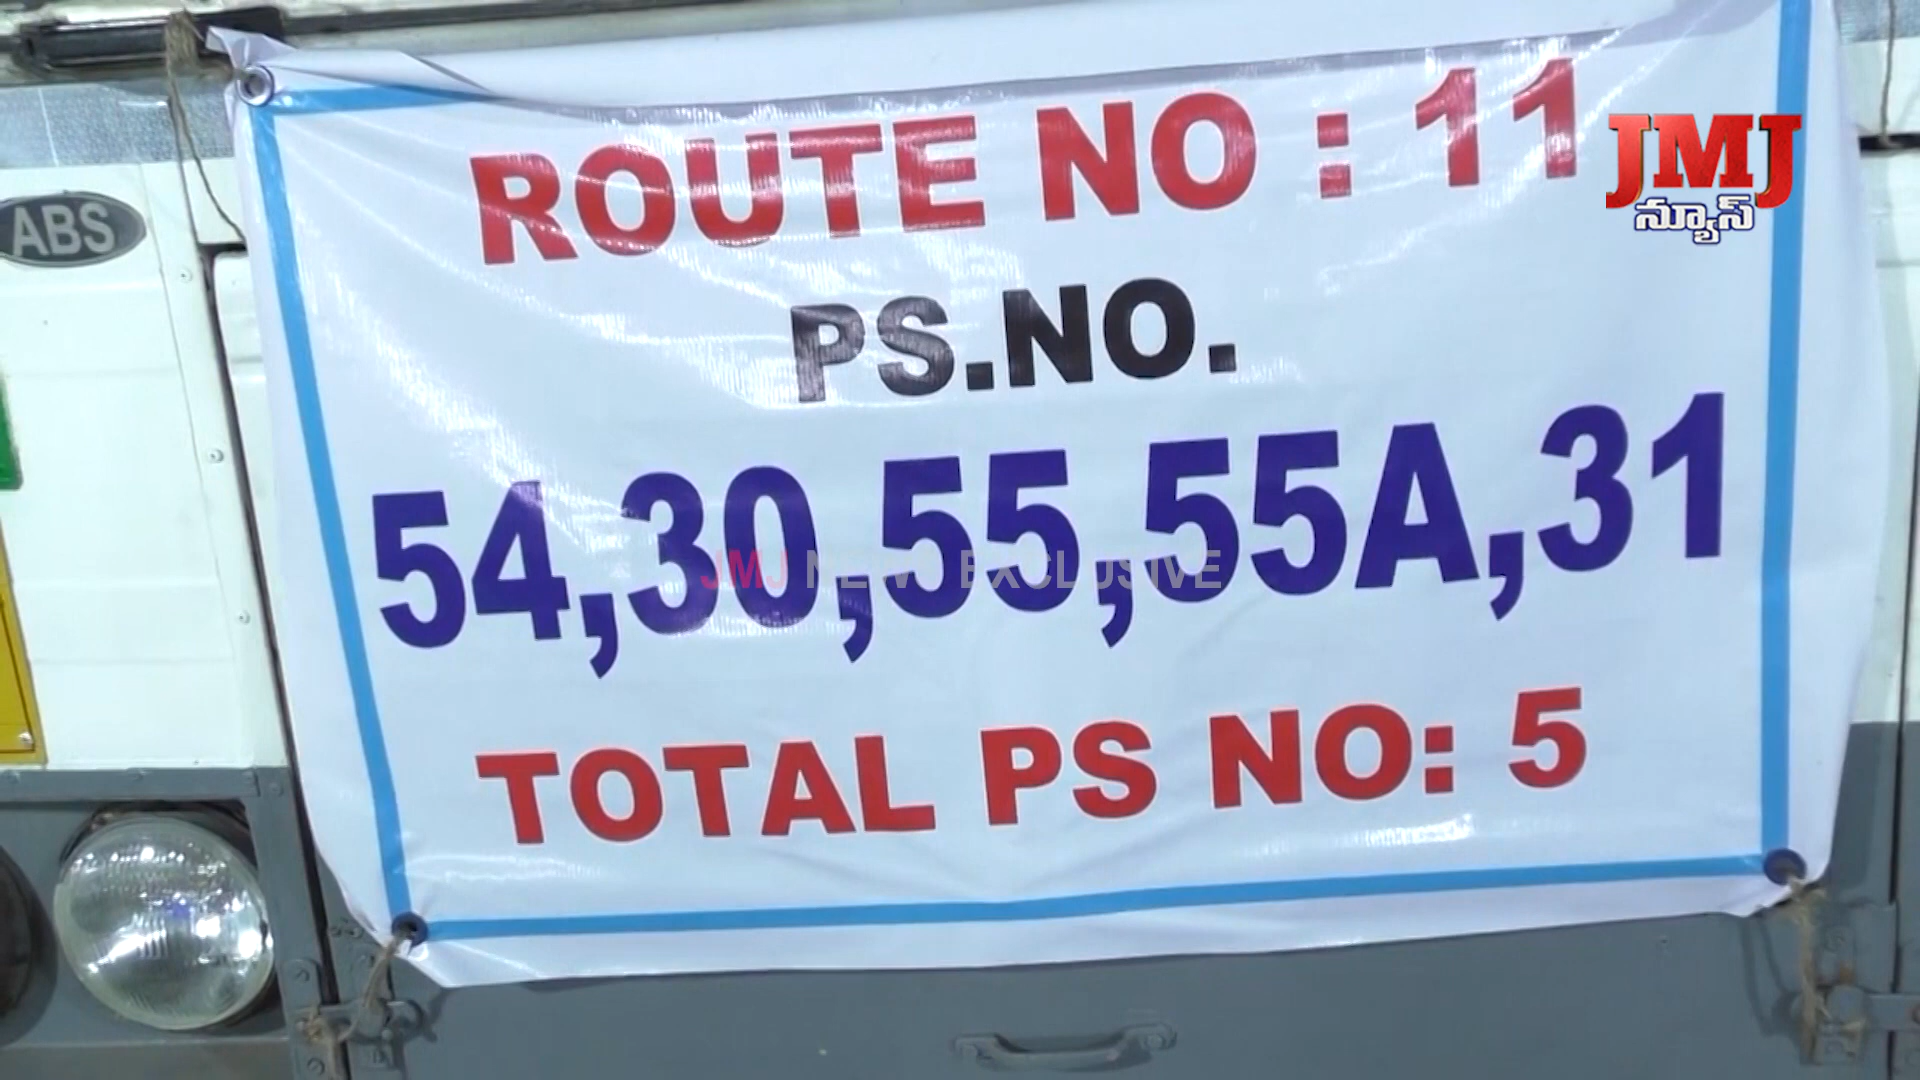 ROUTE NO : 11
JMJ
న్యూస్
ABS
PS.NO.
54,30,55,55A,31
JMJ NEWS EXCLUSIVE
TOTAL PS NO: 5